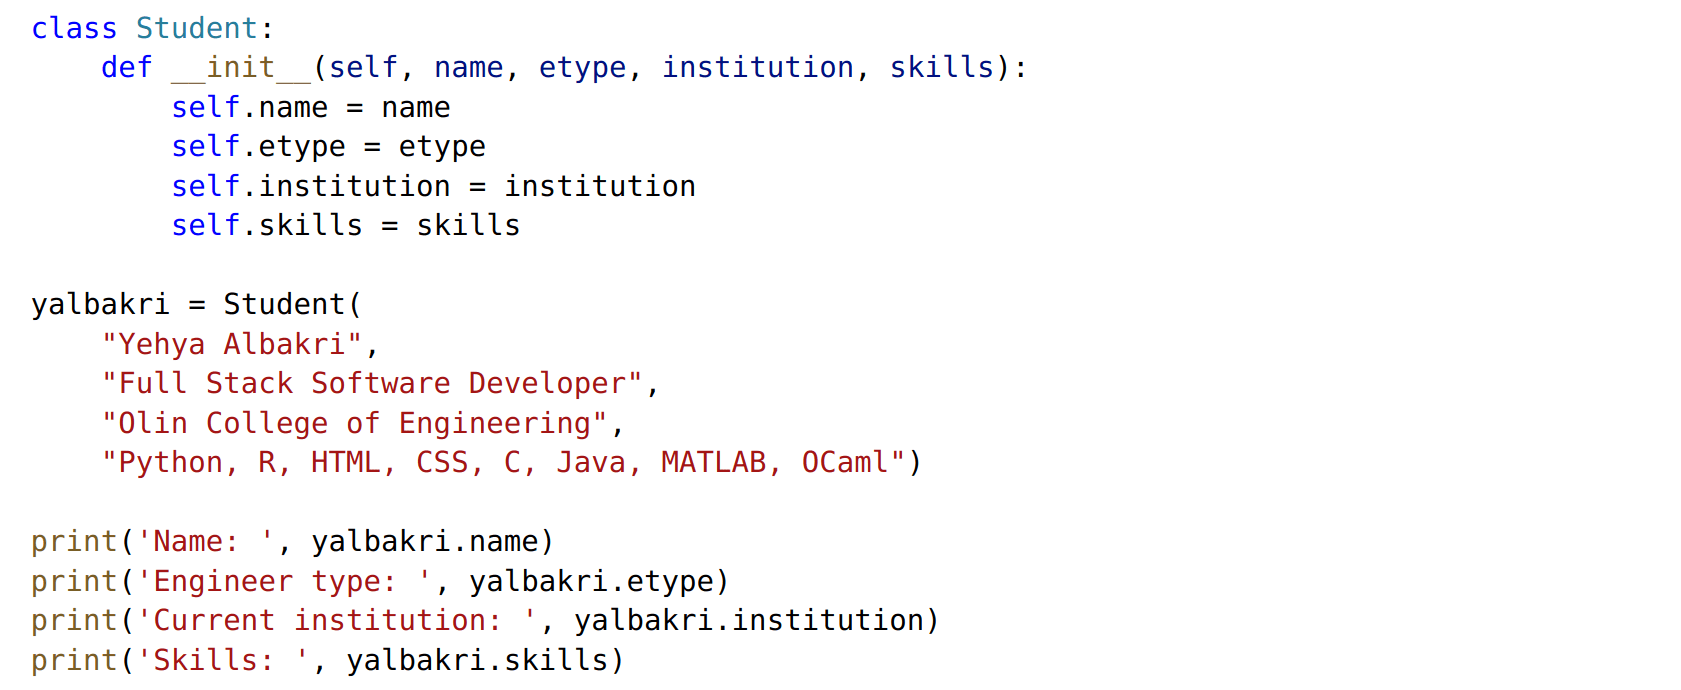 class Student:
    def __init__(self, name, etype, institution, skills):
        self.name = name
        self.etype = etype
        self.institution = institution
        self.skills = skills

yalbakri = Student(
    "Yehya Albakri",
    "Full Stack Software Developer",
    "Olin College of Engineering",
    "Python, R, HTML, CSS, C, Java, MATLAB, OCaml")

print('Name: ', yalbakri.name)
print('Engineer type: ', yalbakri.etype)
print('Current institution: ', yalbakri.institution)
print('Skills: ', yalbakri.skills)